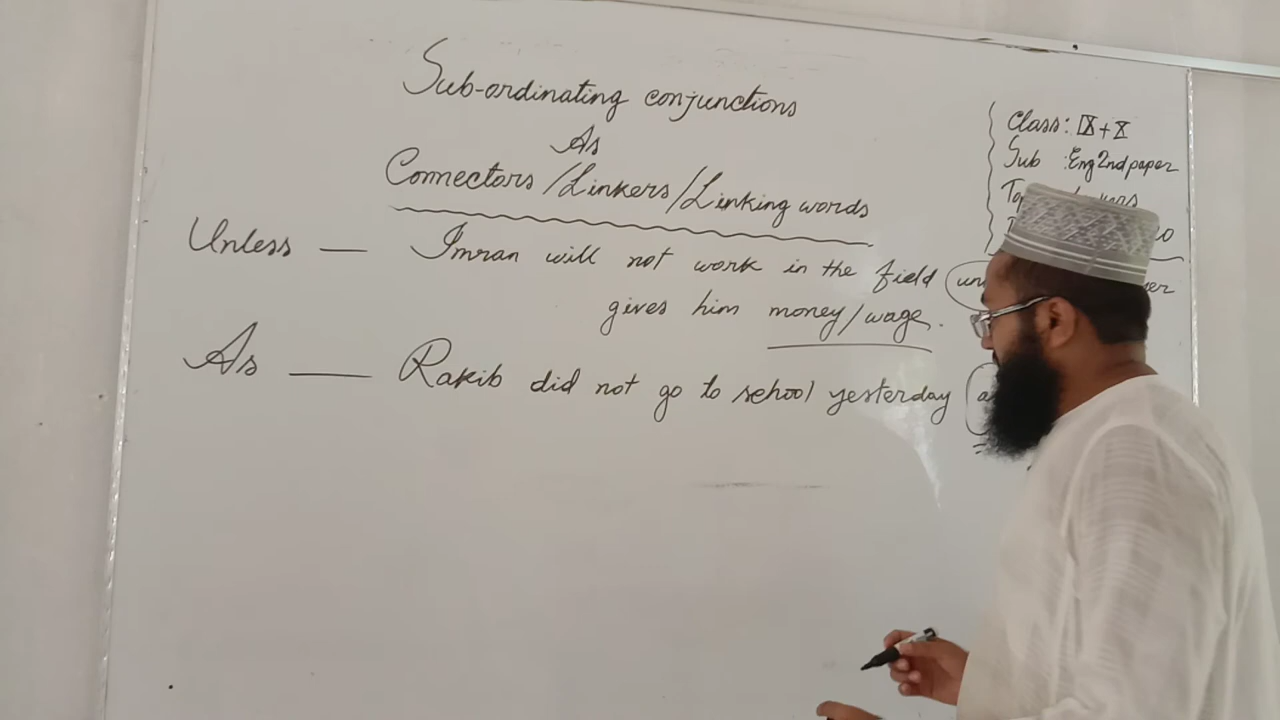 Sub-ordinating conjunctions
As
Connectors/Linkers/Linking words
Class: IX+X
Sub : Eng 2nd paper
Unless — Imran will not work in the field
gives him money/wage.
As — Rakib did not go to school yesterday